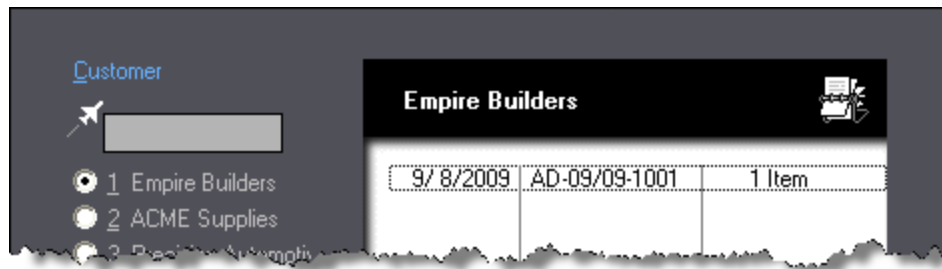 Customer
Empire Builders
1 Empire Builders
9/ 8/2009 AD-09/09-1001 1 Item
2 ACME Supplies